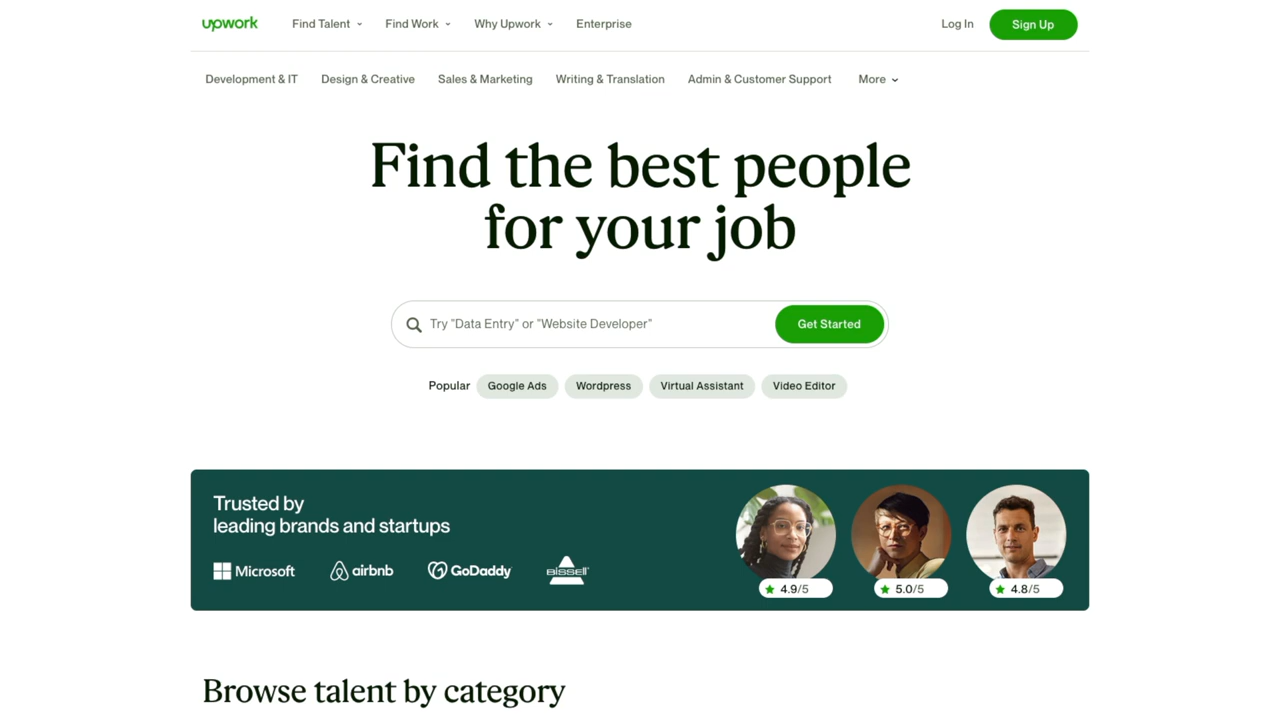 upwork Find Talent Find Work Why Upwork Enterprise Log In Sign Up
Development & IT Design & Creative Sales & Marketing Writing & Translation Admin & Customer Support More
Find the best people
for your job
Try "Data Entry" or "Website Developer" Get Started
Popular Google Ads Wordpress Virtual Assistant Video Editor
Trusted by
leading brands and startups
Microsoft airbnb GoDaddy BISSELL
4.9/5 5.0/5 4.8/5
Browse talent by category